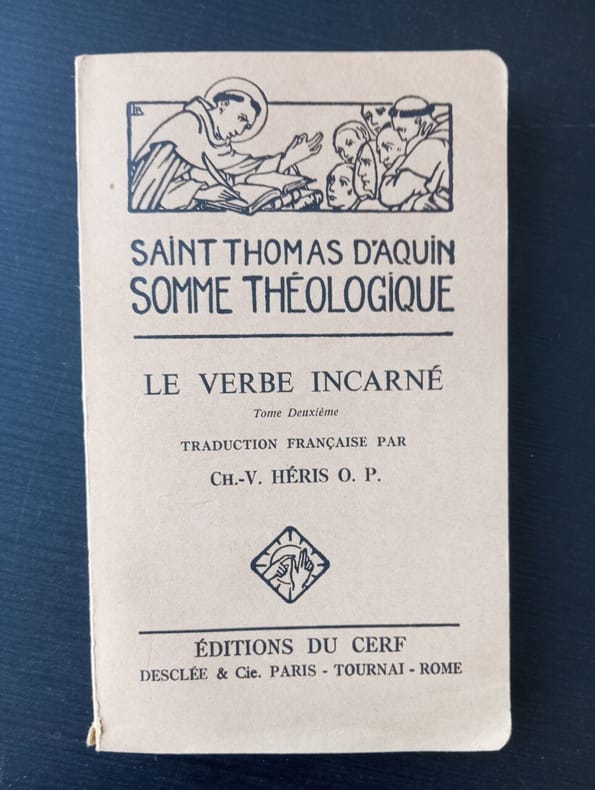 SAINT THOMAS D'AQUIN
SOMME THÉOLOGIQUE
LE VERBE INCARNÉ
Tome Deuxième
TRADUCTION FRANÇAISE PAR
CH.-V. HÉRIS O. P.
ÉDITIONS DU CERF
DESCLÉE & Cie. PARIS - TOURNAI - ROME